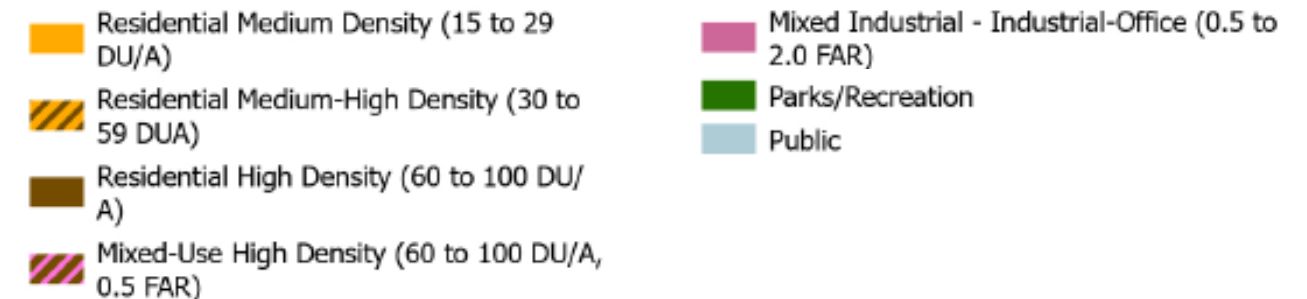 Residential Medium Density (15 to 29
DU/A)
Residential Medium-High Density (30 to
59 DUA)
Residential High Density (60 to 100 DU/
A)
Mixed-Use High Density (60 to 100 DU/A,
0.5 FAR)
Mixed Industrial - Industrial-Office (0.5 to
2.0 FAR)
Parks/Recreation
Public